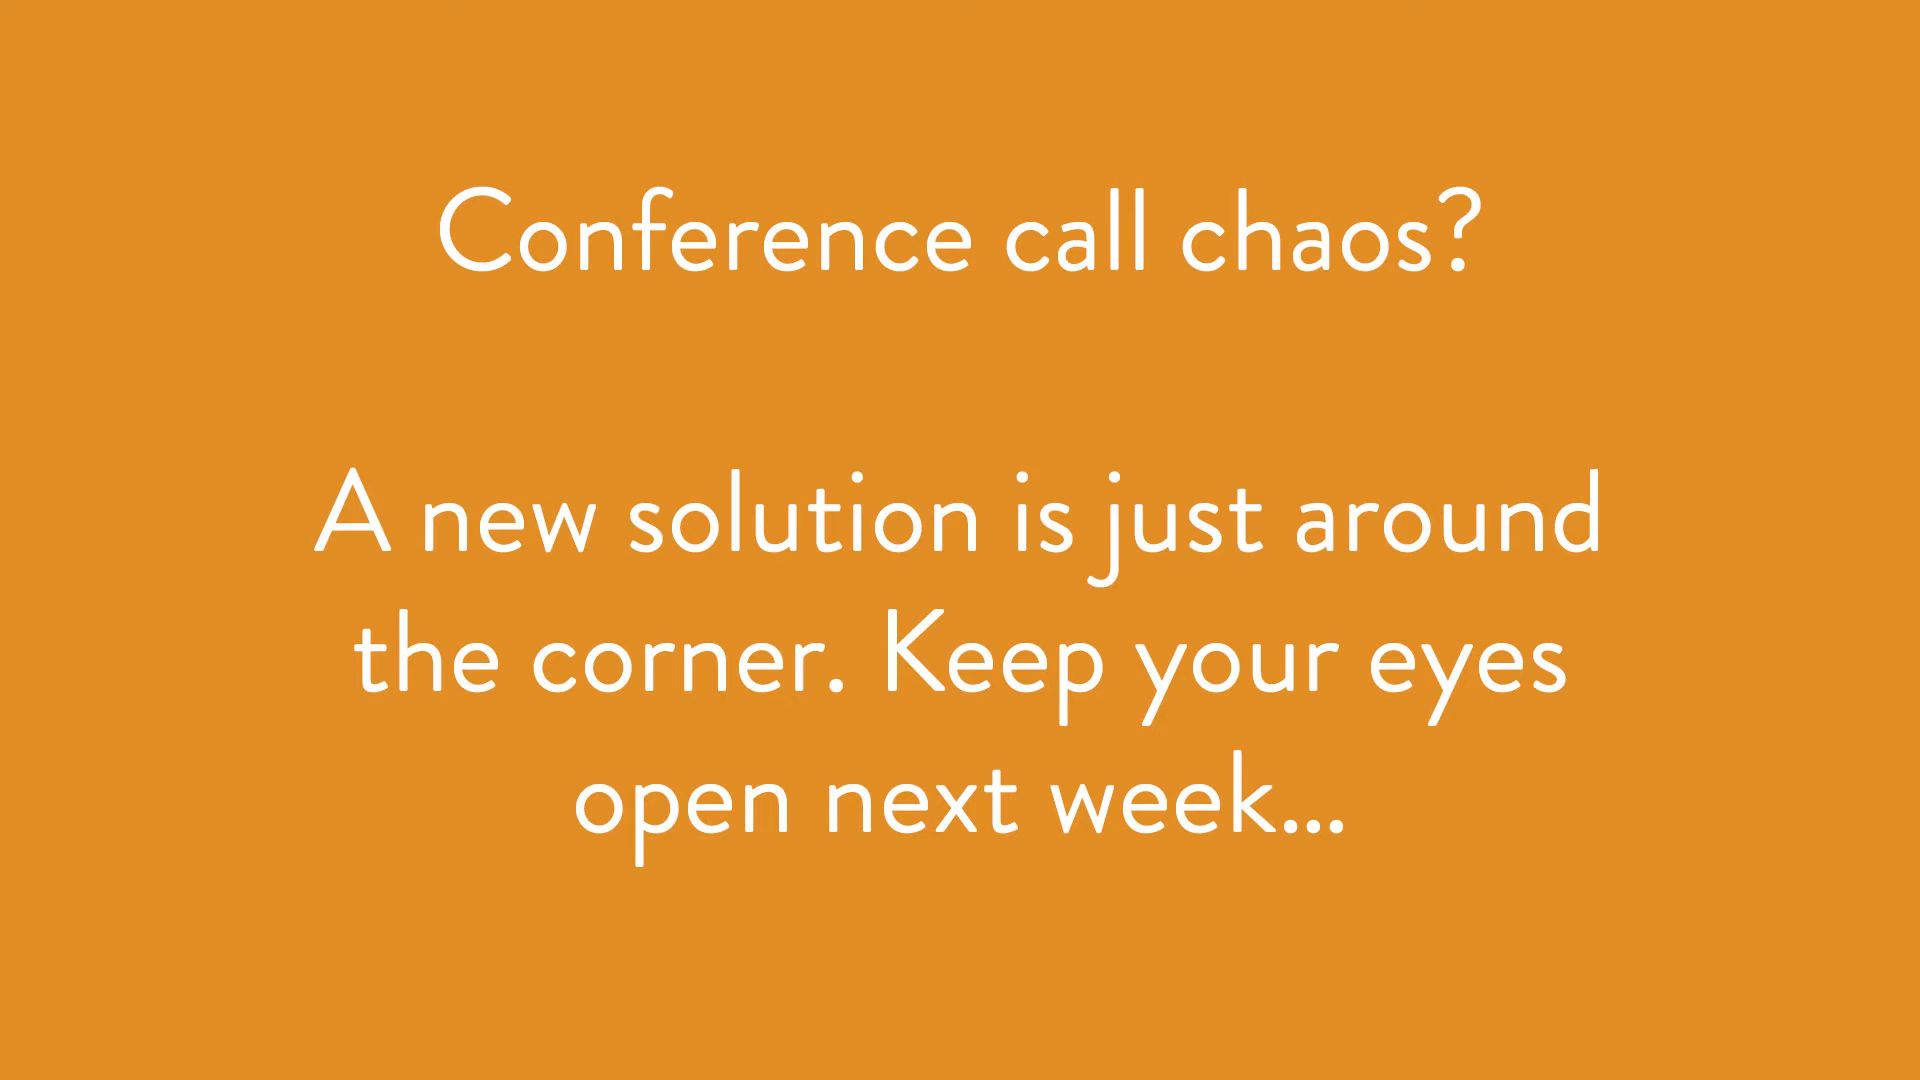 Conference call chaos?
A new solution is just around
the corner. Keep your eyes
open next week...